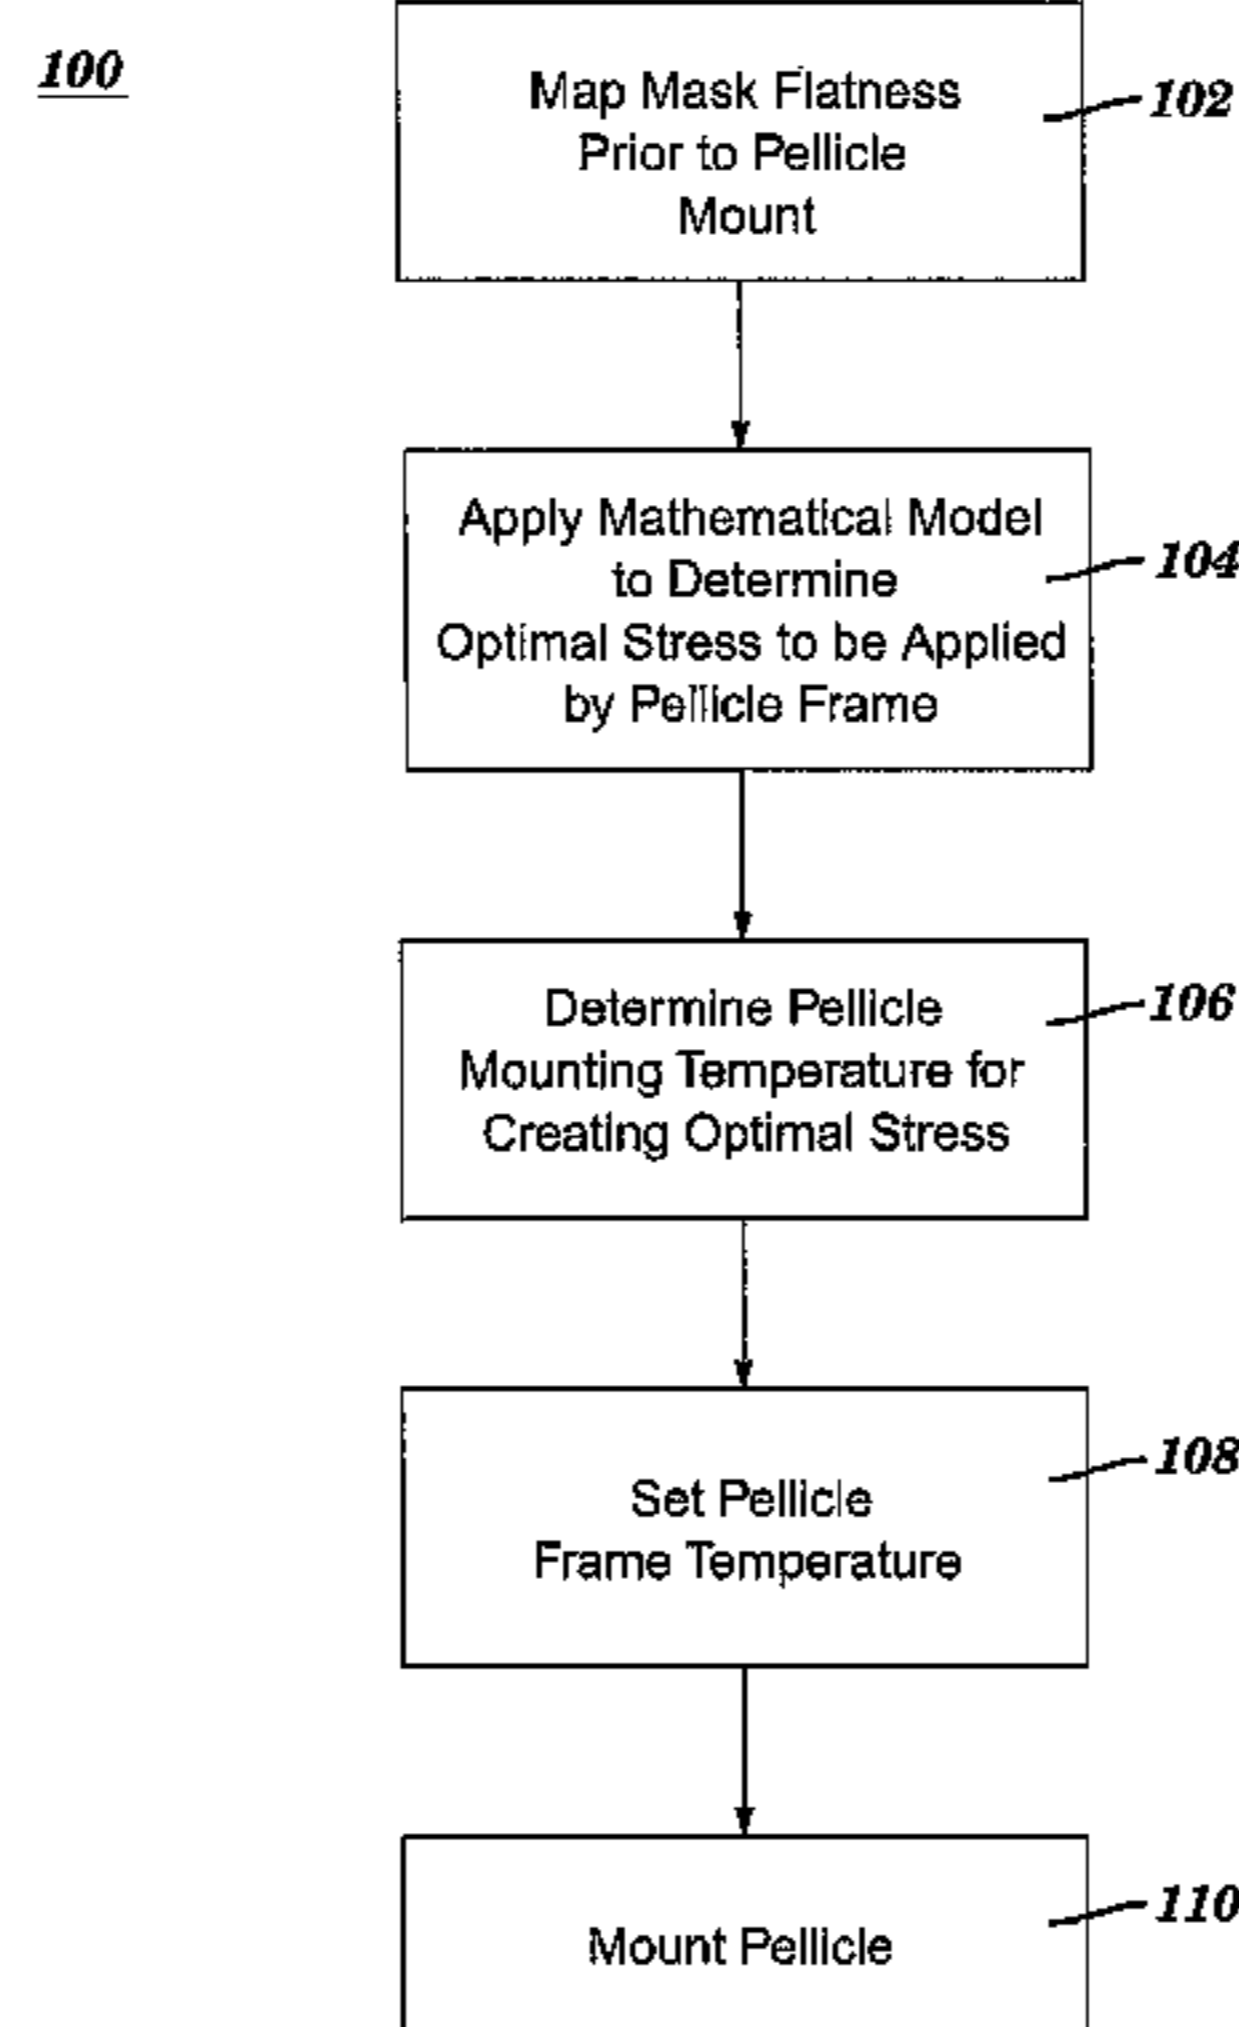 100
Map Mask Flatness
Prior to Pellicle
Mount
102
Apply Mathematical Model
to Determine
Optimal Stress to be Applied
by Pellicle Frame
104
Determine Pellicle
Mounting Temperature for
Creating Optimal Stress
106
Set Pellicle
Frame Temperature
108
Mount Pellicle
110